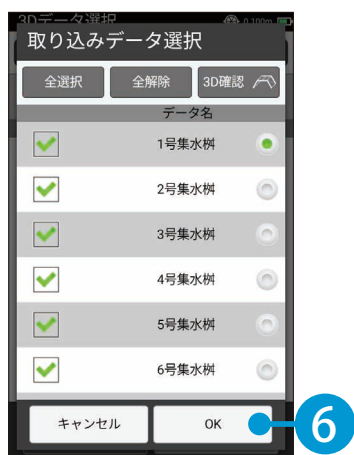 3Dデータ選択 0.100m
取り込みデータ選択
全選択 全解除 3D確認
データ名
1号集水桝
2号集水桝
3号集水桝
4号集水桝
5号集水桝
6号集水桝
キャンセル OK 6